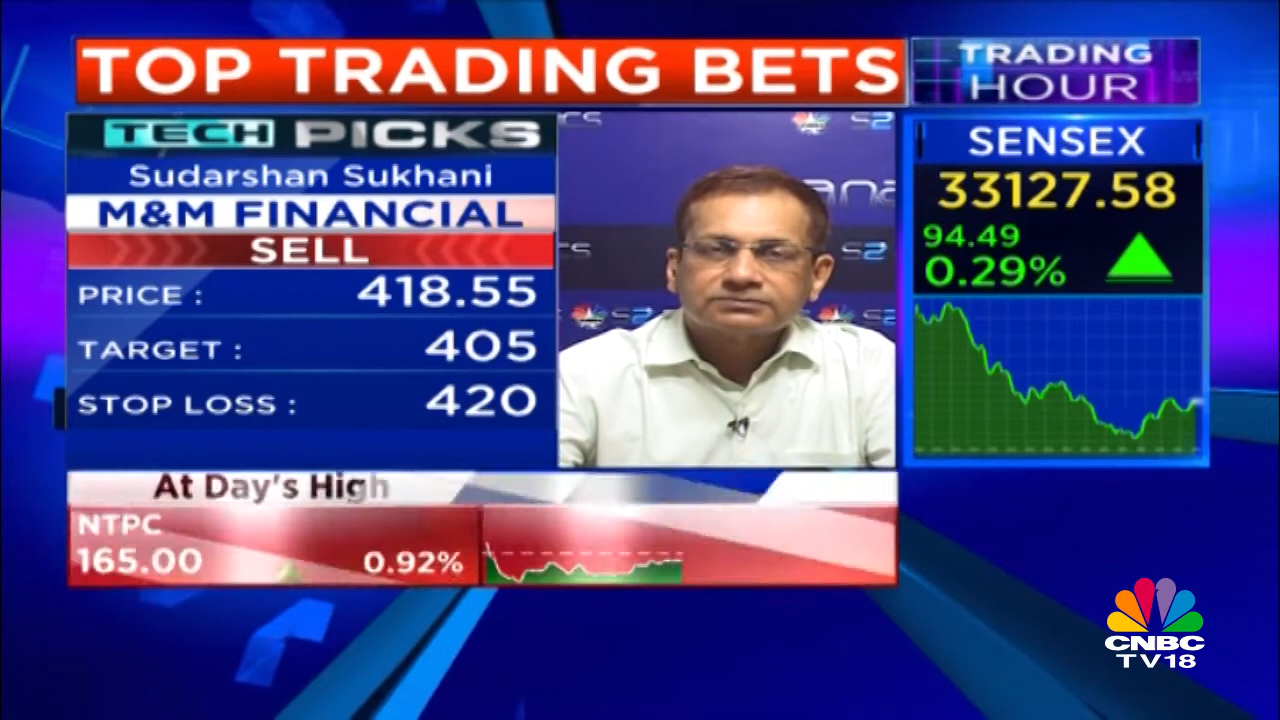 TOP TRADING BETS
TRADING
HOUR
TECH PICKS
Sudarshan Sukhani
M&M FINANCIAL
SELL
PRICE : 418.55
TARGET : 405
STOP LOSS : 420
SENSEX
33127.58
94.49
0.29%
At Day's High
NTPC
165.00 0.92%
CNBC
TV18